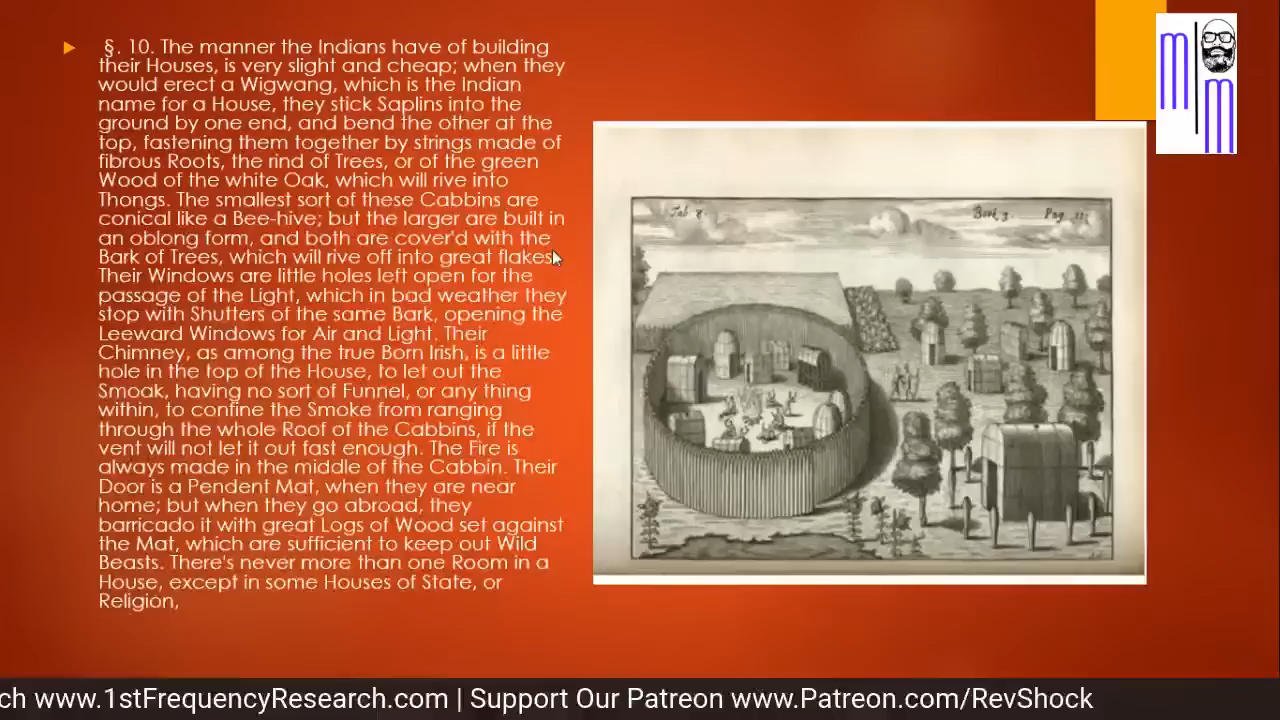 §. 10. The manner the Indians have of building
their Houses, is very slight and cheap; when they
would erect a Wigwang, which is the Indian
name for a House, they stick Saplins into the
ground by one end, and bend the other at the
top, fastening them together by strings made of
fibrous Roots, the rind of Trees, or of the green
Wood of the white Oak, which will rive into
Thongs. The smallest sort of these Cabbins are
conical like a Bee-hive; but the larger are built in
an oblong form, and both are cover'd with the
Bark of Trees, which will rive off into great flakes.
Their Windows are little holes left open for the
passage of the Light, which in bad weather they
stop with Shutters of the same Bark, opening the
Leeward Windows for Air and Light. Their
Chimney, as among the true Born Irish, is a little
hole in the top of the House, to let out the
Smoak, having no sort of Funnel, or any thing
within, to confine the Smoke from ranging
through the whole Roof of the Cabbins, if the
vent will not let it out fast enough. The Fire is
always made in the middle of the Cabbin. Their
Door is a Pendent Mat, when they are near
home; but when they go abroad, they
barricado it with great Logs of Wood set against
the Mat, which are sufficient to keep out Wild
Beasts. There's never more than one Room in a
House, except in some Houses of State, or
Religion,
m
m
Tab 8. Book 3. Pag
ch www.1stFrequencyResearch.com | Support Our Patreon www.Patreon.com/RevShock